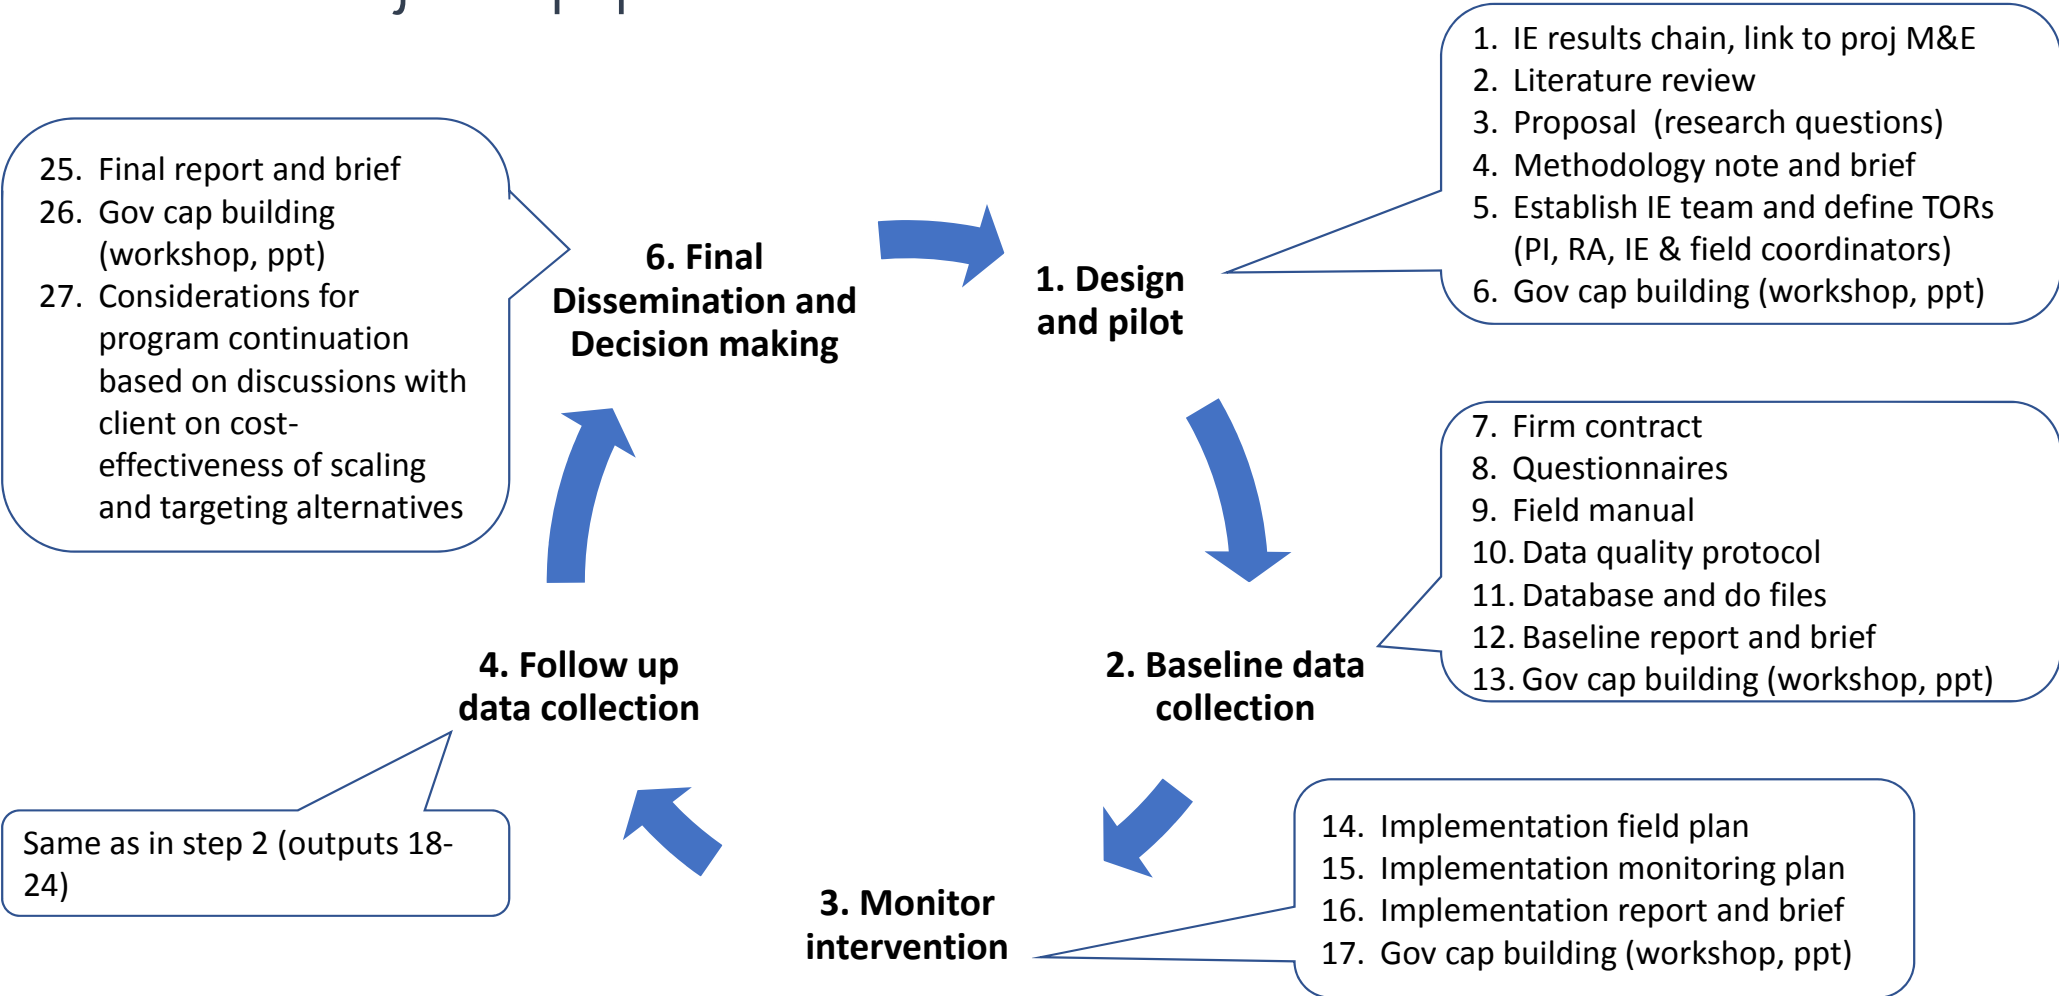 1. IE results chain, link to proj M&E
2. Literature review
3. Proposal (research questions)
4. Methodology note and brief
5. Establish IE team and define TORs
(PI, RA, IE & field coordinators)
6. Gov cap building (workshop, ppt)
25. Final report and brief
26. Gov cap building
(workshop, ppt)
27. Considerations for
program continuation
based on discussions with
client on cost-
effectiveness of scaling
and targeting alternatives
6. Final
Dissemination and
Decision making
1. Design
and pilot
7. Firm contract
8. Questionnaires
9. Field manual
10. Data quality protocol
11. Database and do files
12. Baseline report and brief
13. Gov cap building (workshop, ppt)
4. Follow up
data collection
2. Baseline data
collection
Same as in step 2 (outputs 18-
24)
3. Monitor
intervention
14. Implementation field plan
15. Implementation monitoring plan
16. Implementation report and brief
17. Gov cap building (workshop, ppt)